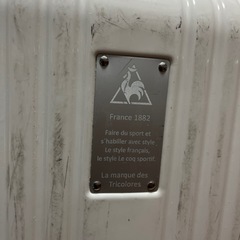 France 1882
Faire du sport et
s'habiller avec style
Le style français,
le style Le coq sportif.
La marque des
Tricolores